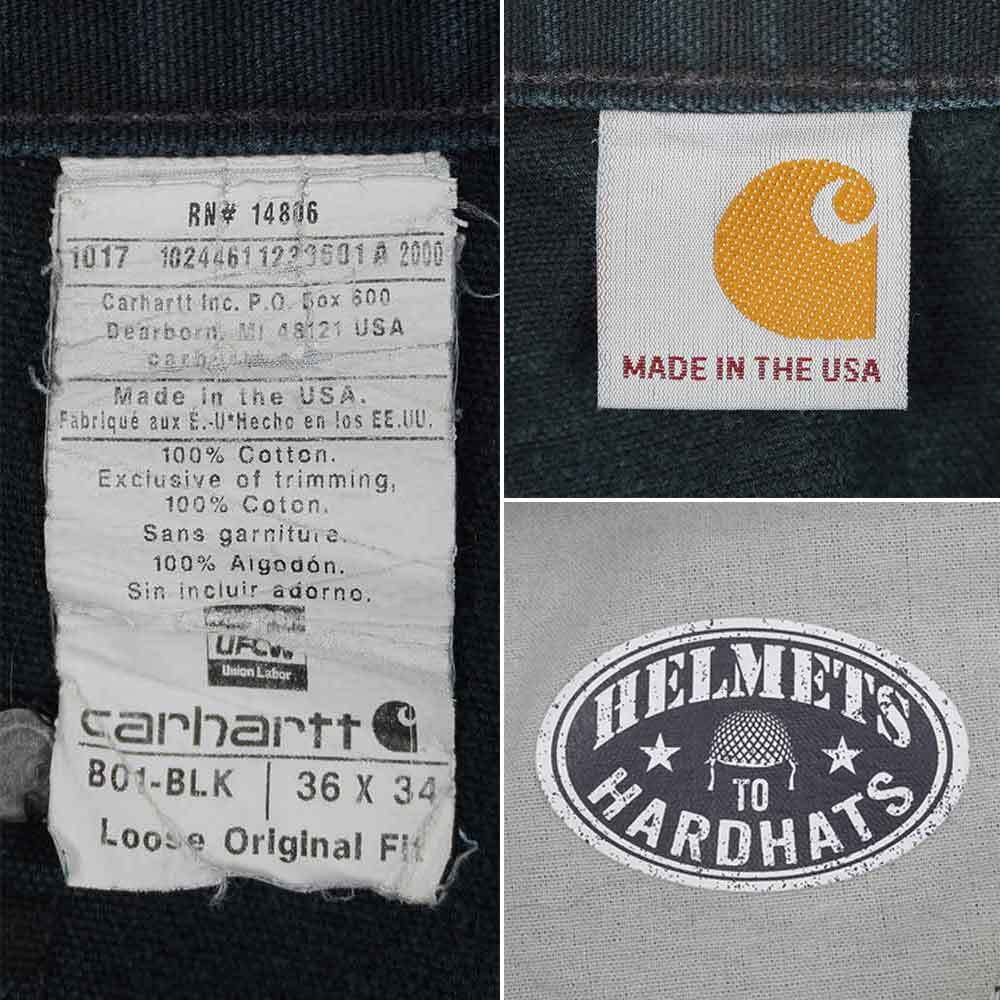 RN# 14806
1017 A 2000
Carhartt Inc. P.O. Box 600
Dearborn, MI 48121 USA
Made in the USA.
Fabriqué aux É.-U*Hecho en los EE.UU.
100% Cotton.
Exclusive of trimming,
100% Coton.
Sans garniture.
100% Algodón.
Sin incluir adorno.
UFCW
Union Labor
carhartt
B01-BLK 36 X 34
Loose Original Fit
MADE IN THE USA
HELMETS
TO
HARDHATS